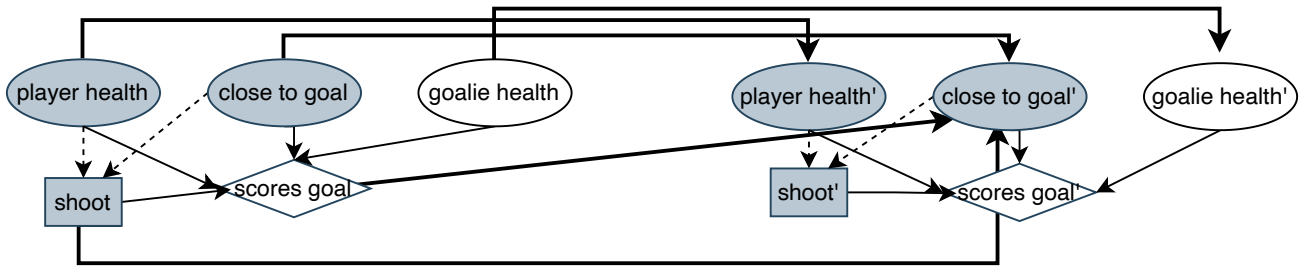 player health
close to goal
goalie health
player health'
close to goal'
goalie health'
shoot
scores goal
shoot'
scores goal'